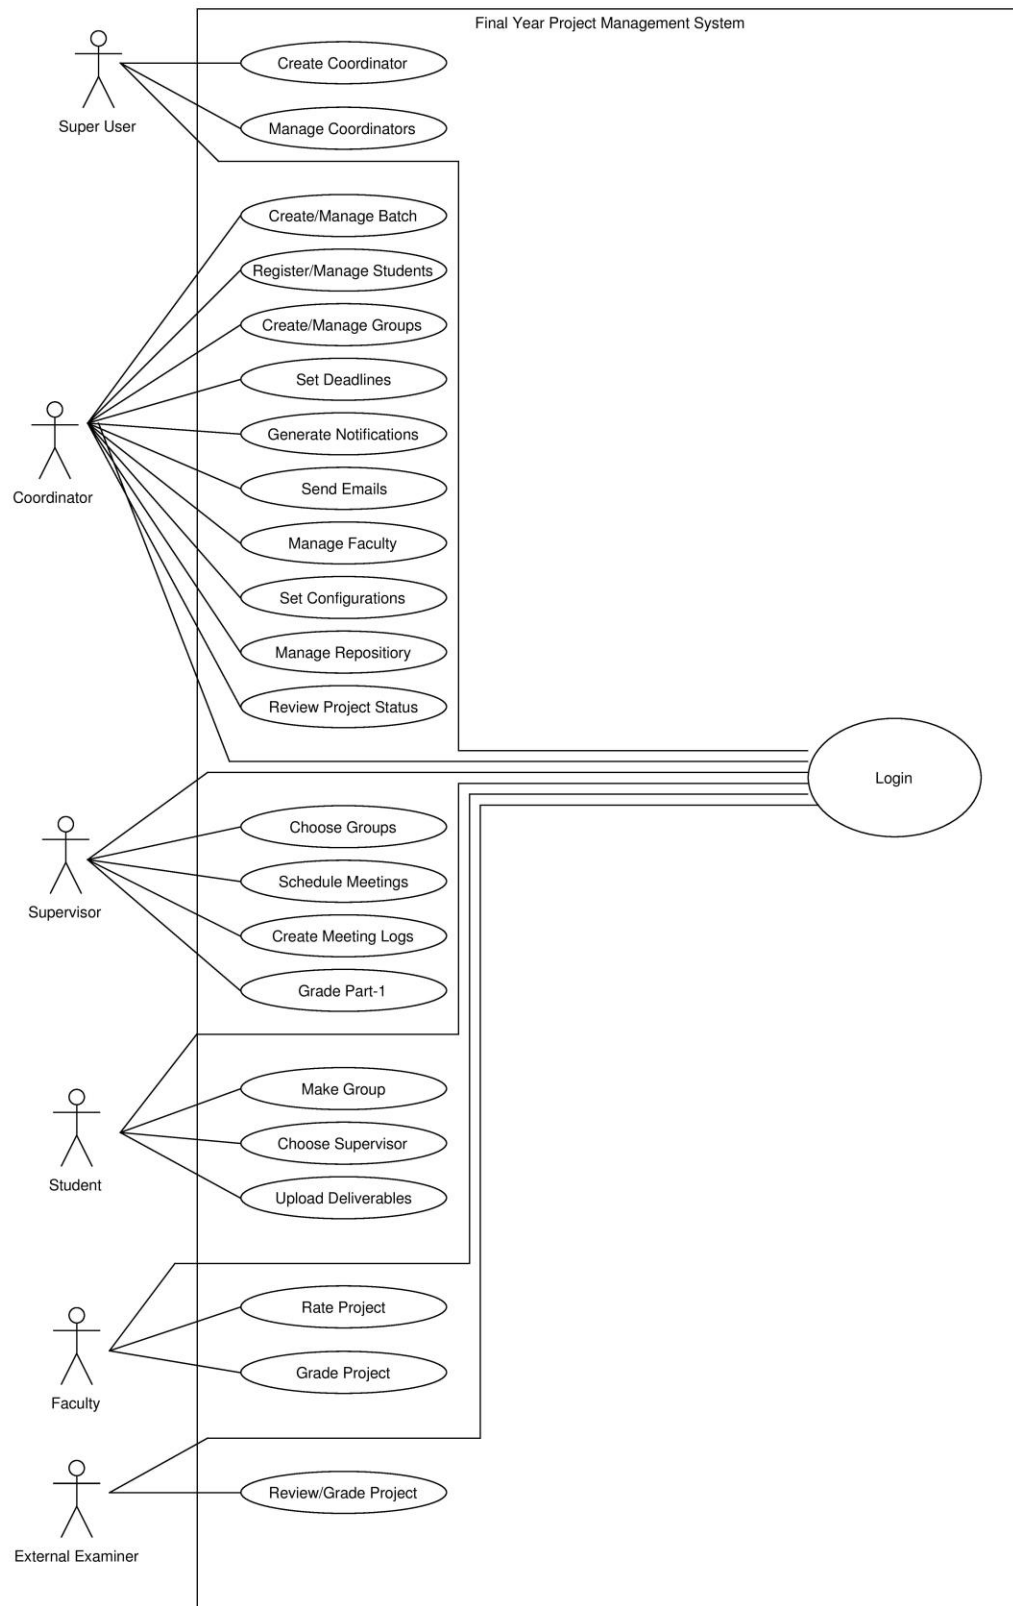 Final Year Project Management System
Create Coordinator
Super User
Manage Coordinators
Create/Manage Batch
Register/Manage Students
Create/Manage Groups
Set Deadlines
Generate Notifications
Coordinator
Send Emails
Manage Faculty
Set Configurations
Manage Repositiory
Review Project Status
Login
Choose Groups
Schedule Meetings
Supervisor
Create Meeting Logs
Grade Part-1
Make Group
Choose Supervisor
Student
Upload Deliverables
Rate Project
Grade Project
Faculty
Review/Grade Project
External Examiner